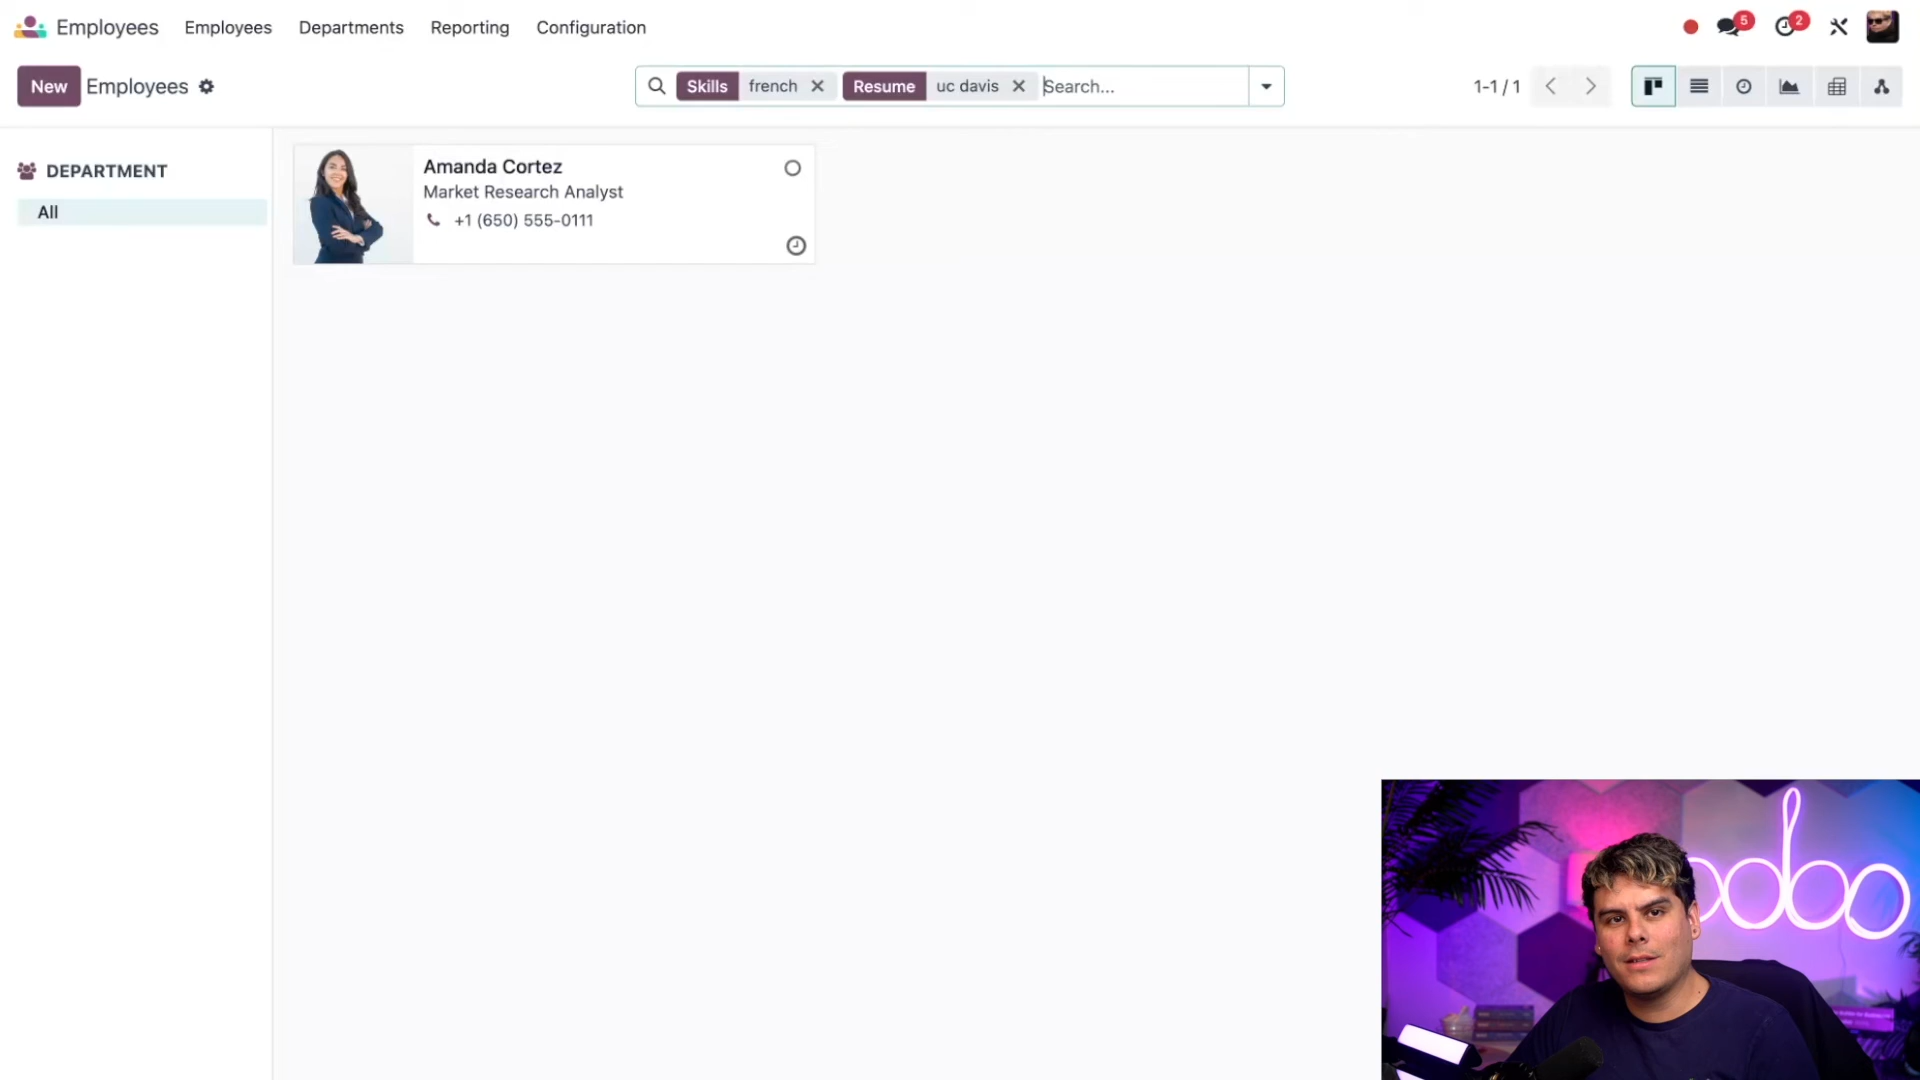 Employees Employees Departments Reporting Configuration 5 2
New Employees Skills french Resume uc davis Search... 1-1 / 1
DEPARTMENT
All
Amanda Cortez
Market Research Analyst
+1 (650) 555-0111
odoo